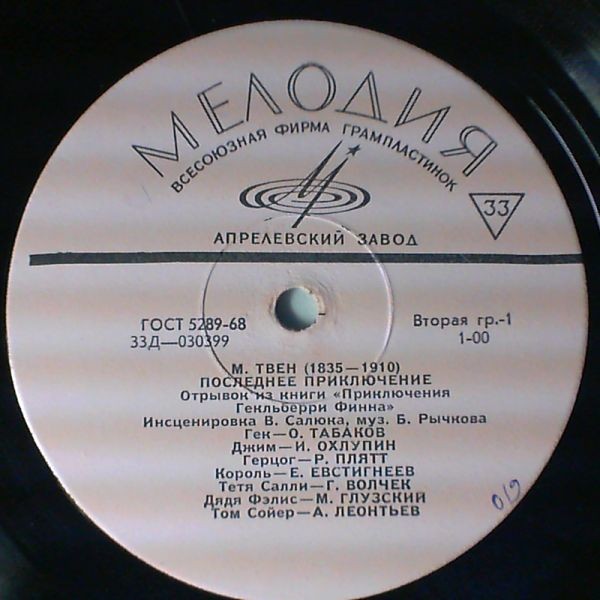 МЕЛОДИЯ
ВСЕСОЮЗНАЯ ФИРМА ГРАМПЛАСТИНОК
33
АПРЕЛЕВСКИЙ ЗАВОД
ГОСТ 5289-68
33Д—030399
Вторая гр.-1
1-00
М. ТВЕН (1835—1910)
ПОСЛЕДНЕЕ ПРИКЛЮЧЕНИЕ
Отрывок из книги «Приключения
Гекльберри Финна»
Инсценировка В. Салюка, муз. Б. Рычкова
Гек—О. ТАБАКОВ
Джим—И. ОХЛУПИН
Герцог—Р. ПЛЯТТ
Король—Е. ЕВСТИГНЕЕВ
Тетя Салли—Г. ВОЛЧЕК
Дядя Фэлис—М. ГЛУЗСКИЙ
Том Сойер—А. ЛЕОНТЬЕВ